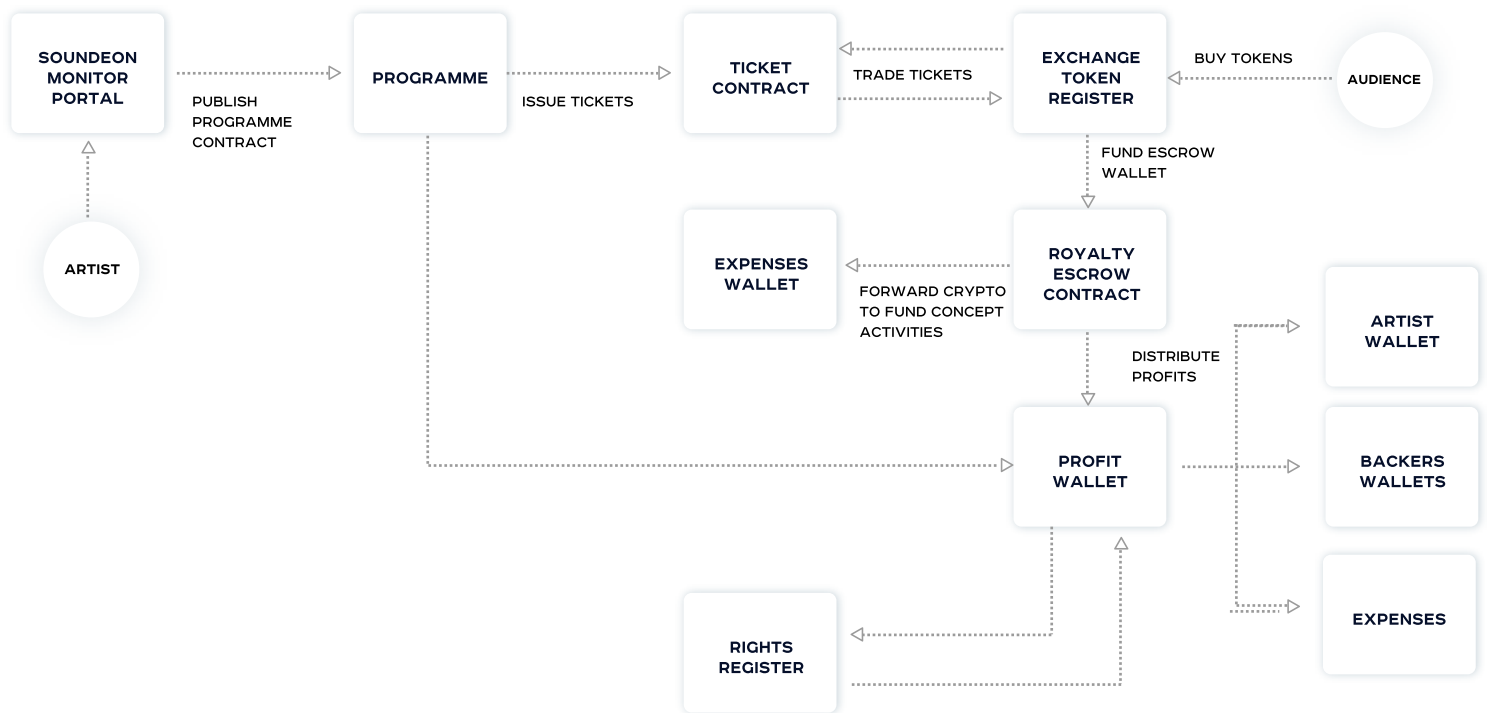 SOUNDEON
MONITOR
PORTAL
PUBLISH
PROGRAMME
CONTRACT
ARTIST
PROGRAMME
ISSUE TICKETS
TICKET
CONTRACT
TRADE TICKETS
EXCHANGE
TOKEN
REGISTER
BUY TOKENS
AUDIENCE
FUND ESCROW
WALLET
EXPENSES
WALLET
FORWARD CRYPTO
TO FUND CONCEPT
ACTIVITIES
ROYALTY
ESCROW
CONTRACT
DISTRIBUTE
PROFITS
ARTIST
WALLET
PROFIT
WALLET
BACKERS
WALLETS
EXPENSES
RIGHTS
REGISTER